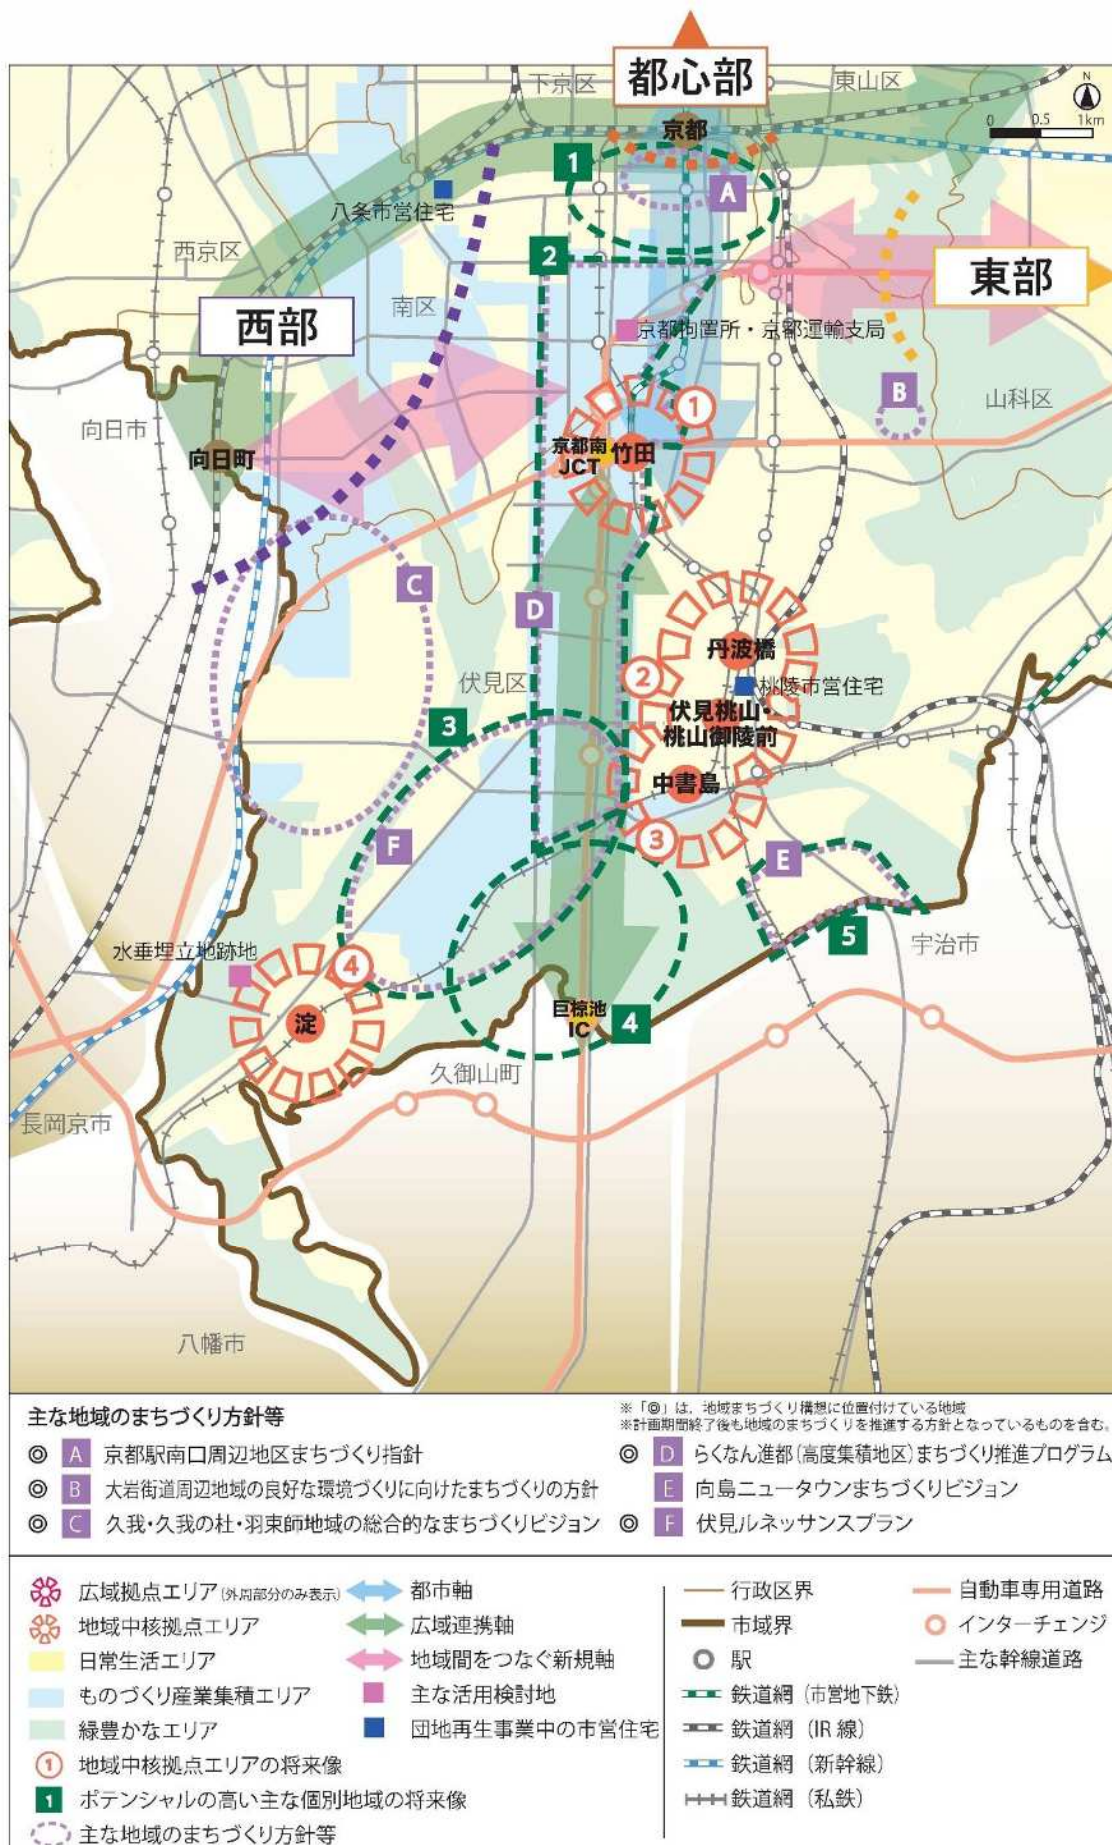 都心部
下京区
東山区
N
0 0.5 1km
京都
1
A
八条市営住宅
西京区
2
南区
西部
東部
京都拘置所・京都運輸支局
B
山科区
向日市
向日町
1
京都南
JCT
竹田
C
D
丹波橋
2
桃陵市営住宅
伏見区
伏見桃山・
桃山御陵前
3
中書島
F
3
E
5
宇治市
水垂埋立地跡地
4
淀
巨椋池
IC
4
久御山町
長岡京市
八幡市
主な地域のまちづくり方針等
※「◎」は、地域まちづくり構想に位置付けている地域
※計画期間終了後も地域のまちづくりを推進する方針となっているものを含む。
◎ A 京都駅南口周辺地区まちづくり指針
◎ B 大岩街道周辺地域の良好な環境づくりに向けたまちづくりの方針
◎ C 久我・久我の杜・羽束師地域の総合的なまちづくりビジョン
◎ D らくなん進都(高度集積地区)まちづくり推進プログラム
E 向島ニュータウンまちづくりビジョン
◎ F 伏見ルネッサンスプラン
広域拠点エリア(外周部分のみ表示)
地域中核拠点エリア
日常生活エリア
ものづくり産業集積エリア
緑豊かなエリア
1 地域中核拠点エリアの将来像
1 ポテンシャルの高い主な個別地域の将来像
主な地域のまちづくり方針等
都市軸
広域連携軸
地域間をつなぐ新規軸
主な活用検討地
団地再生事業中の市営住宅
行政区界
市域界
駅
鉄道網（市営地下鉄）
鉄道網（JR 線）
鉄道網（新幹線）
鉄道網（私鉄）
自動車専用道路
インターチェンジ
主な幹線道路